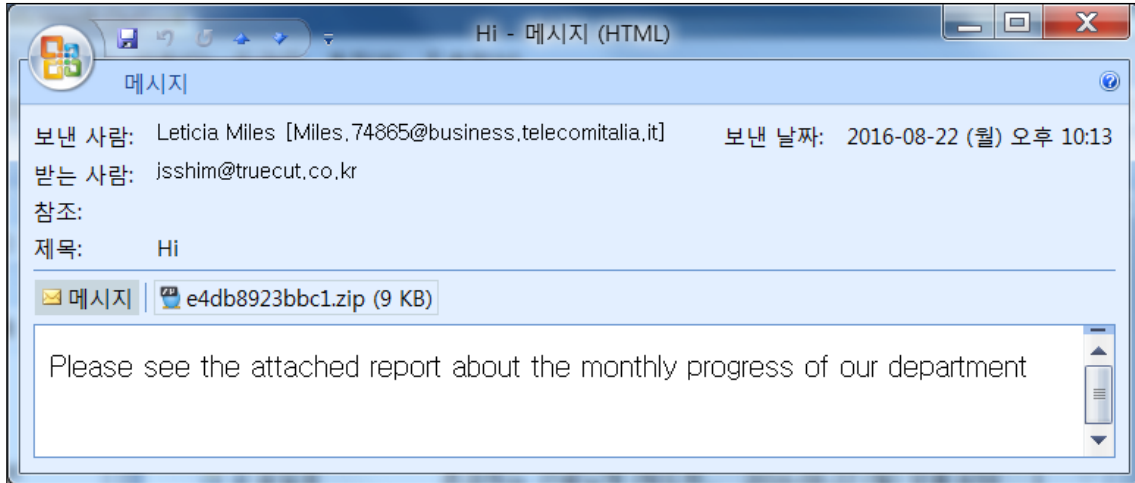 Hi - 메시지 (HTML)
메시지
보낸 사람: Leticia Miles [Miles.74865@business.telecomitalia.it] 보낸 날짜: 2016-08-22 (월) 오후 10:13
받는 사람: jsshim@truecut.co.kr
참조:
제목: Hi
메시지 e4db8923bbc1.zip (9 KB)
Please see the attached report about the monthly progress of our department